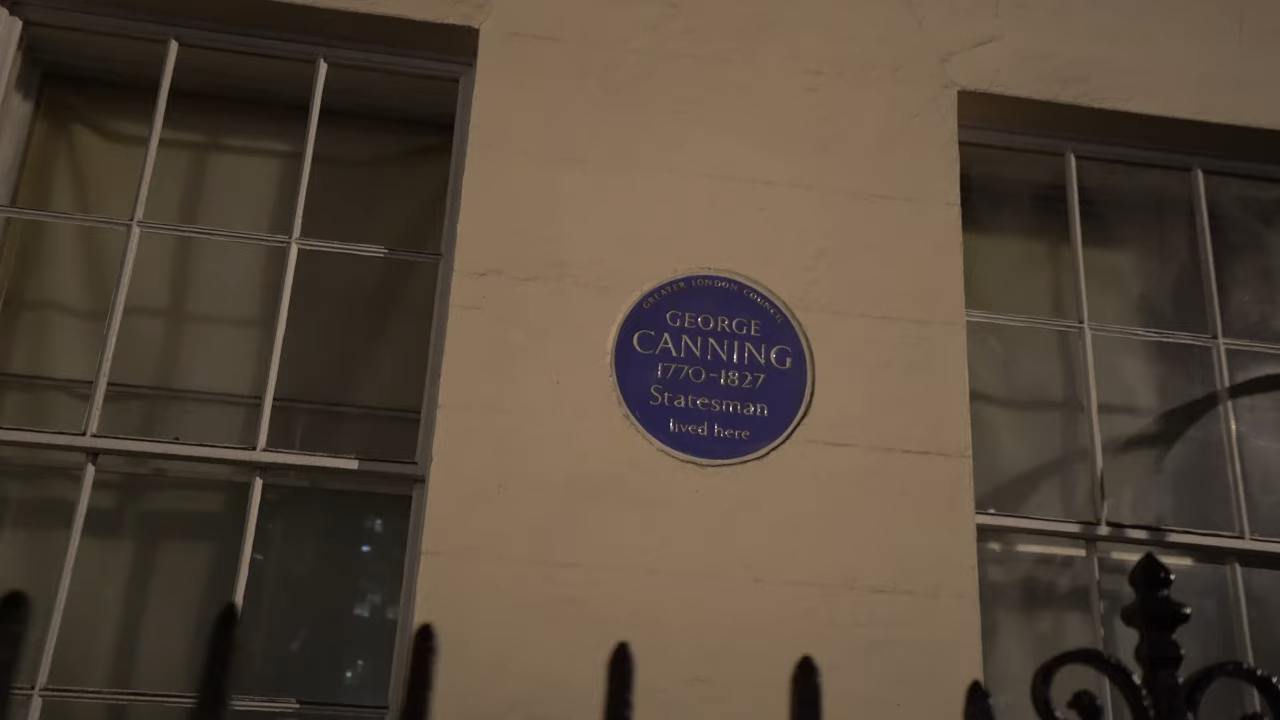 GREATER LONDON COUNCIL
GEORGE
CANNING
1770-1827
Statesman
lived here